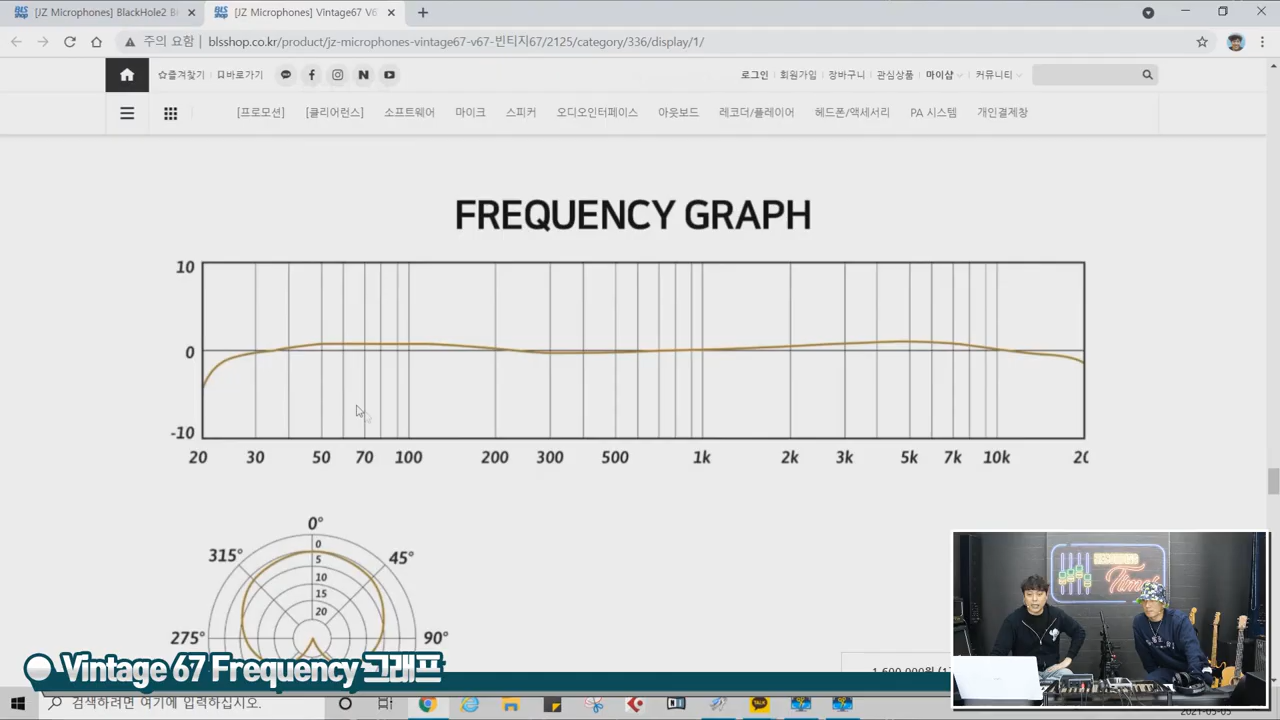 [JZ Microphones] BlackHole2 B
[JZ Microphones] Vintage67 V6
주의 요함
blsshop.co.kr/product/jz-microphones-vintage67-v67-빈티지67/2125/category/336/display/1/
☆즐겨찾기 바로가기
로그인 회원가입 장바구니 관심상품 마이샵 커뮤니티
[프로모션] [클리어런스] 소프트웨어 마이크 스피커 오디오인터페이스 아웃보드 레코더/플레이어 헤드폰/액세서리 PA 시스템 개인결제창
FREQUENCY GRAPH
10
0
-10
20 30 50 70 100 200 300 500 1k 2k 3k 5k 7k 10k 20
0°
315° 45°
0
5
10
15
20
275° 90°
Time
Vintage 67 Frequency 그래프
검색하려면 여기에 입력하십시오.
TALK